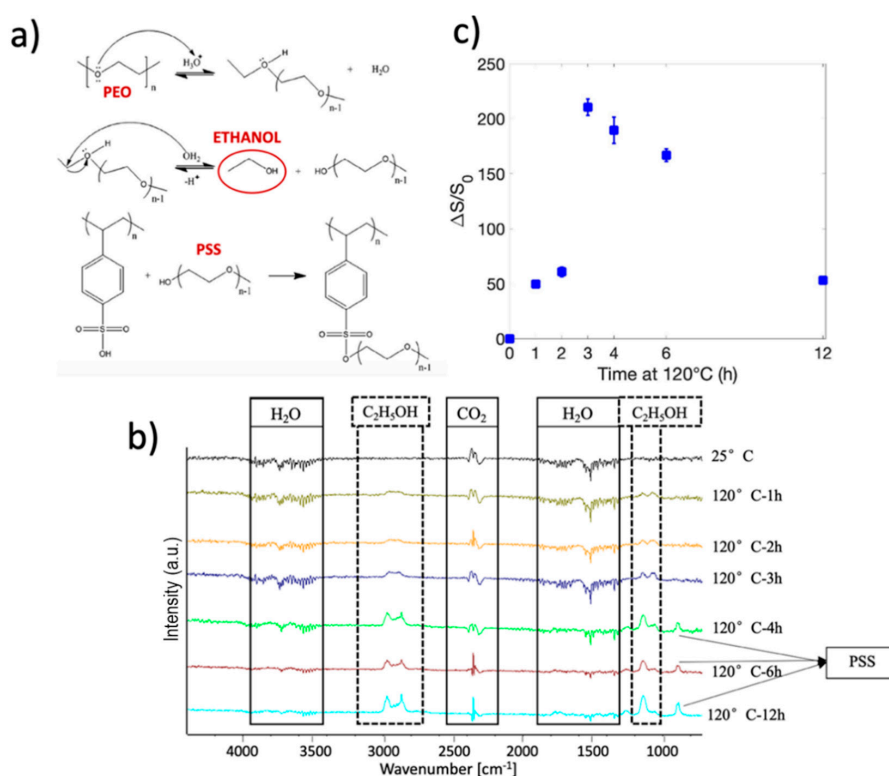 a)
H
H₃O⁺
O
O
O
n
n-1
+ H₂O
PEO
H
ETHANOL
OH₂
O
O
-H⁺
OH
+
HO
O
n-1
n-1
n
PSS
n
+
HO
O
n-1
O
S
O
OH
O
S
O
O
O
n-1
c)
250
200
150
100
50
0
ΔS/S₀
0 1 2 3 4 6 12
Time at 120°C (h)
b)
H₂O
C₂H₅OH
CO₂
H₂O
C₂H₅OH
25° C
120° C-1h
120° C-2h
120° C-3h
120° C-4h
120° C-6h
120° C-12h
PSS
Intensity (a.u.)
4000 3500 3000 2500 2000 1500 1000
Wavenumber [cm⁻¹]